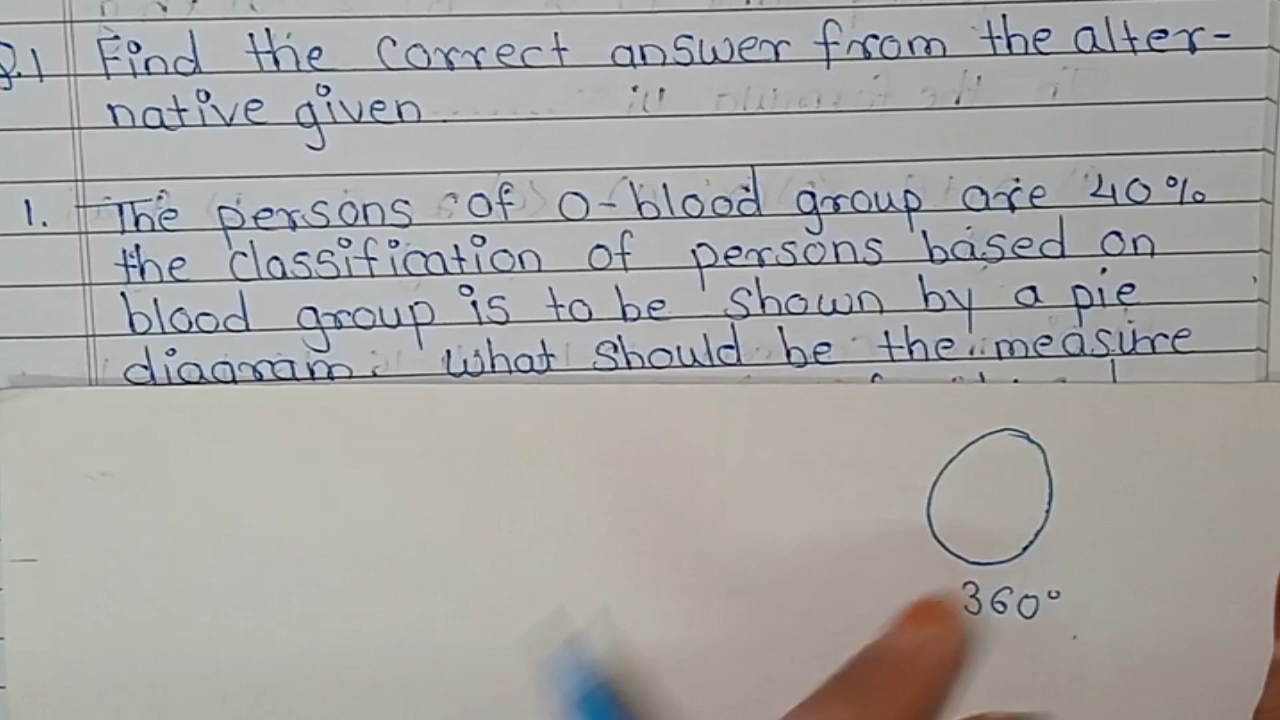 Q.1 Find the correct answer from the alter-
native given
1. The persons of O-blood group are 40%
the classification of persons based on
blood group is to be shown by a pie
diagram. What should be the measure
360°